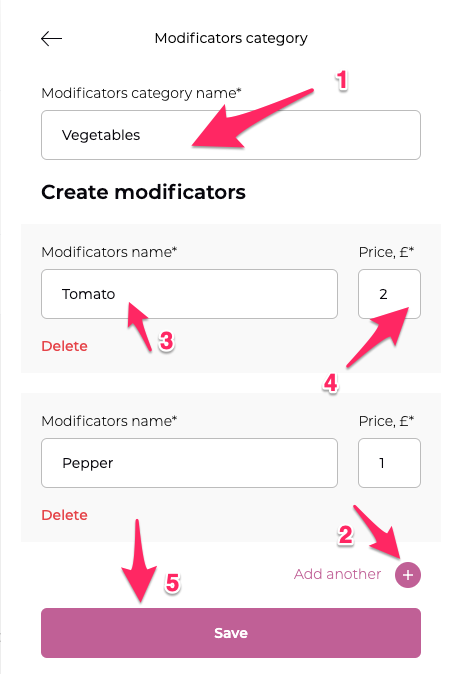 Modificators category
1
Modificators category name*
Vegetables
Create modificators
Modificators name* Price, £*
Tomato 2
3
Delete
4
Modificators name* Price, £*
Pepper 1
Delete
2
Add another +
5
Save